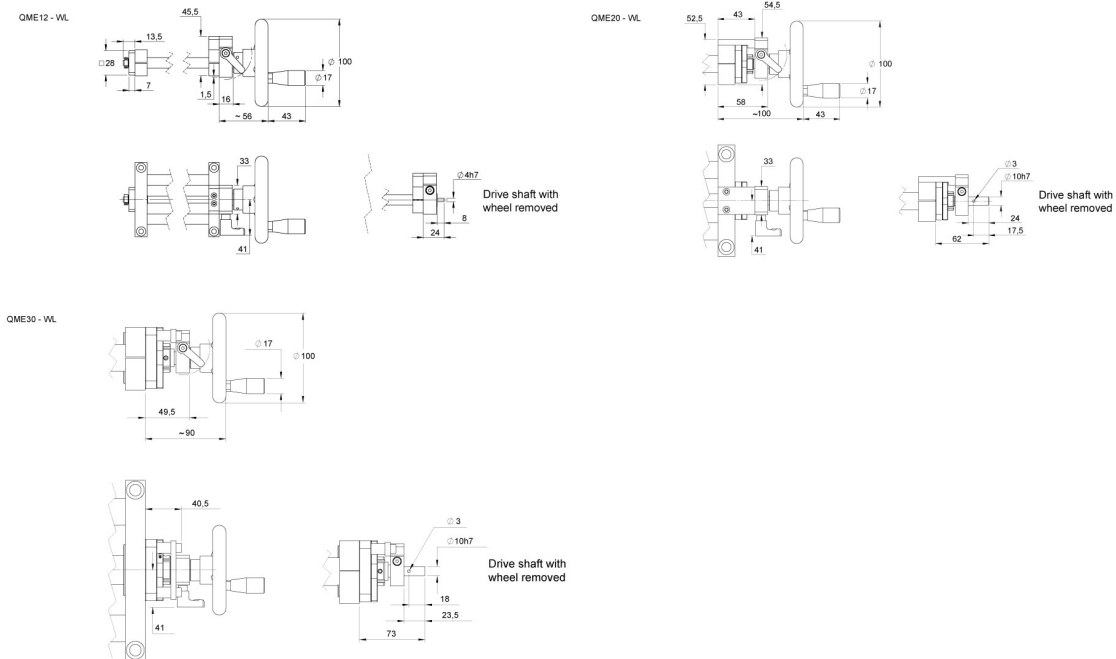 QME12 - WL
45,5
13,5
□28
7
1,5
16
Ø 100
Ø 17
~ 56
43
33
41
Ø 4h7
8
24
Drive shaft with
wheel removed
QME20 - WL
54,5
43
52,5
Ø 100
Ø 17
58
~100
43
33
41
Ø 3
Ø 10h7
24
17,5
62
Drive shaft with
wheel removed
QME30 - WL
Ø 17
Ø 100
49,5
~90
40,5
41
Ø 3
Ø 10h7
18
23,5
73
Drive shaft with
wheel removed